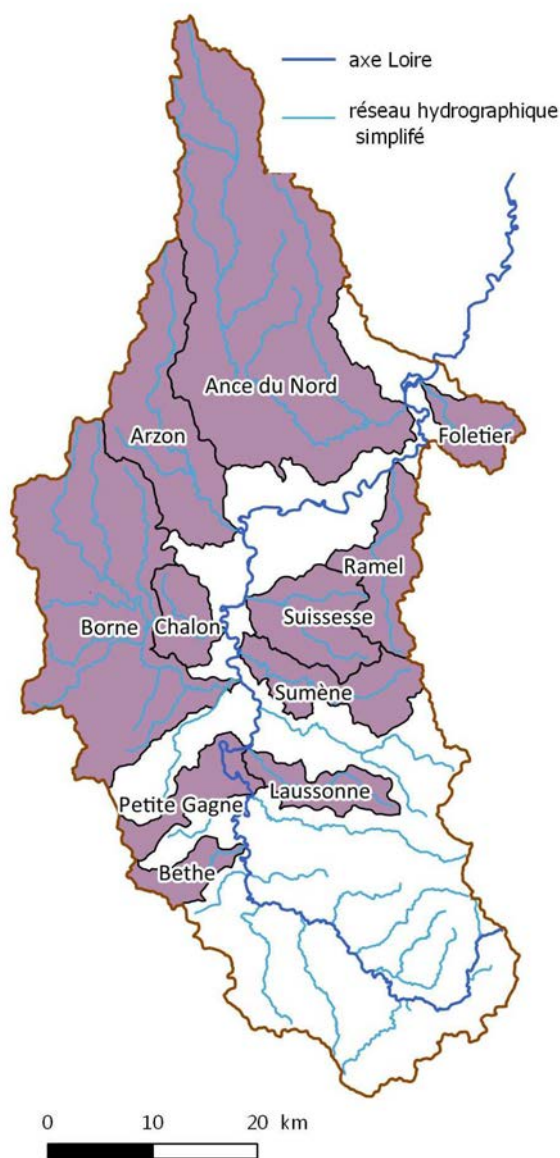 axe Loire
réseau hydrographique
simplifé
Ance du Nord
Foletier
Arzon
Ramel
Borne
Chalon
Suissesse
Sumène
Petite Gagne
Laussonne
Bethe
0 10 20 km